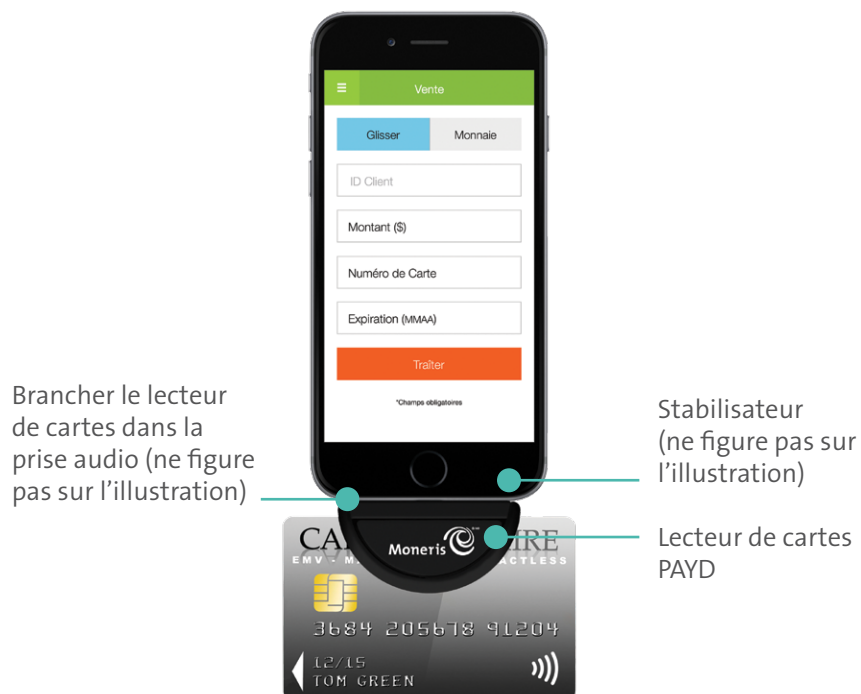 Vente
Glisser Monnaie
ID Client
Montant ($)
Numéro de Carte
Expiration (MMAA)
Traîter
*Champs obligatoires
Brancher le lecteur
de cartes dans la
prise audio (ne figure
pas sur l’illustration)
Stabilisateur
(ne figure pas sur
l’illustration)
Lecteur de cartes
PAYD
Moneris
3684 205678 91204
12/15
TOM GREEN